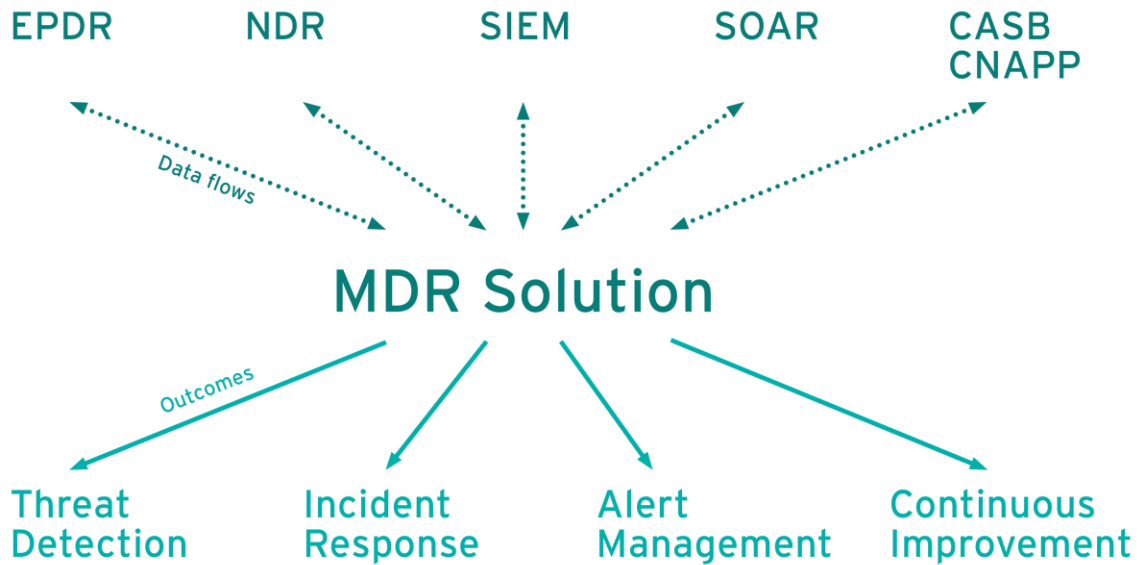 EPDR
NDR
SIEM
SOAR
CASB
CNAPP
Data flows
MDR Solution
Outcomes
Threat
Detection
Incident
Response
Alert
Management
Continuous
Improvement